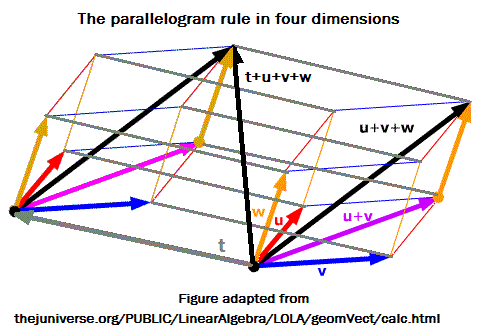 The parallelogram rule in four dimensions
t+u+v+w
u+v+w
w
u
u+v
t
v
Figure adapted from
thejuniverse.org/PUBLIC/LinearAlgebra/LOLA/geomVect/calc.html